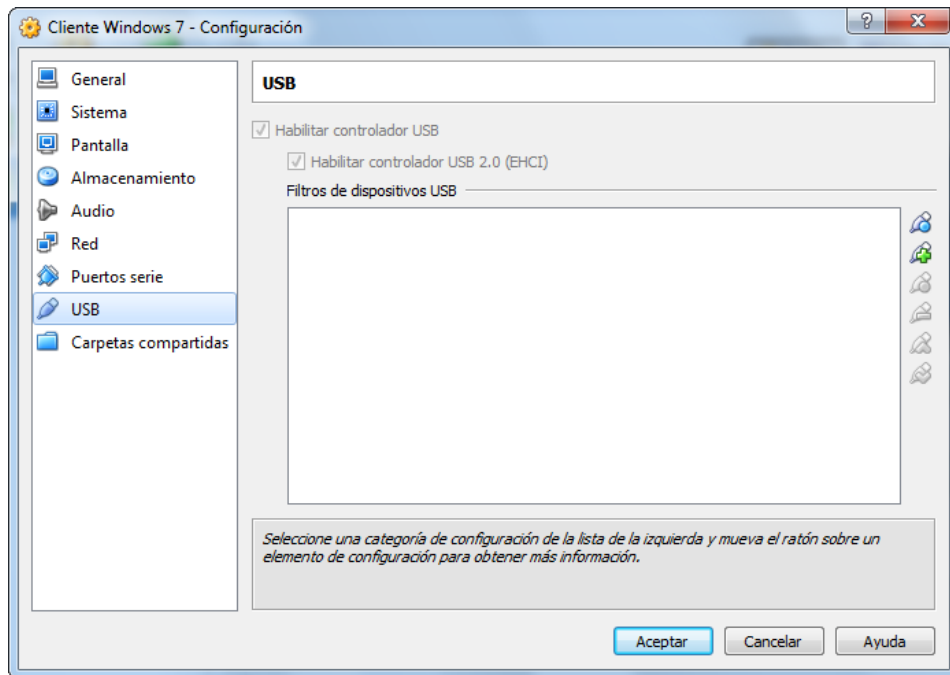 Cliente Windows 7 - Configuración
General
Sistema
Pantalla
Almacenamiento
Audio
Red
Puertos serie
USB
Carpetas compartidas
USB
Habilitar controlador USB
Habilitar controlador USB 2.0 (EHCI)
Filtros de dispositivos USB
Seleccione una categoría de configuración de la lista de la izquierda y mueva el ratón sobre un
elemento de configuración para obtener más información.
Aceptar
Cancelar
Ayuda